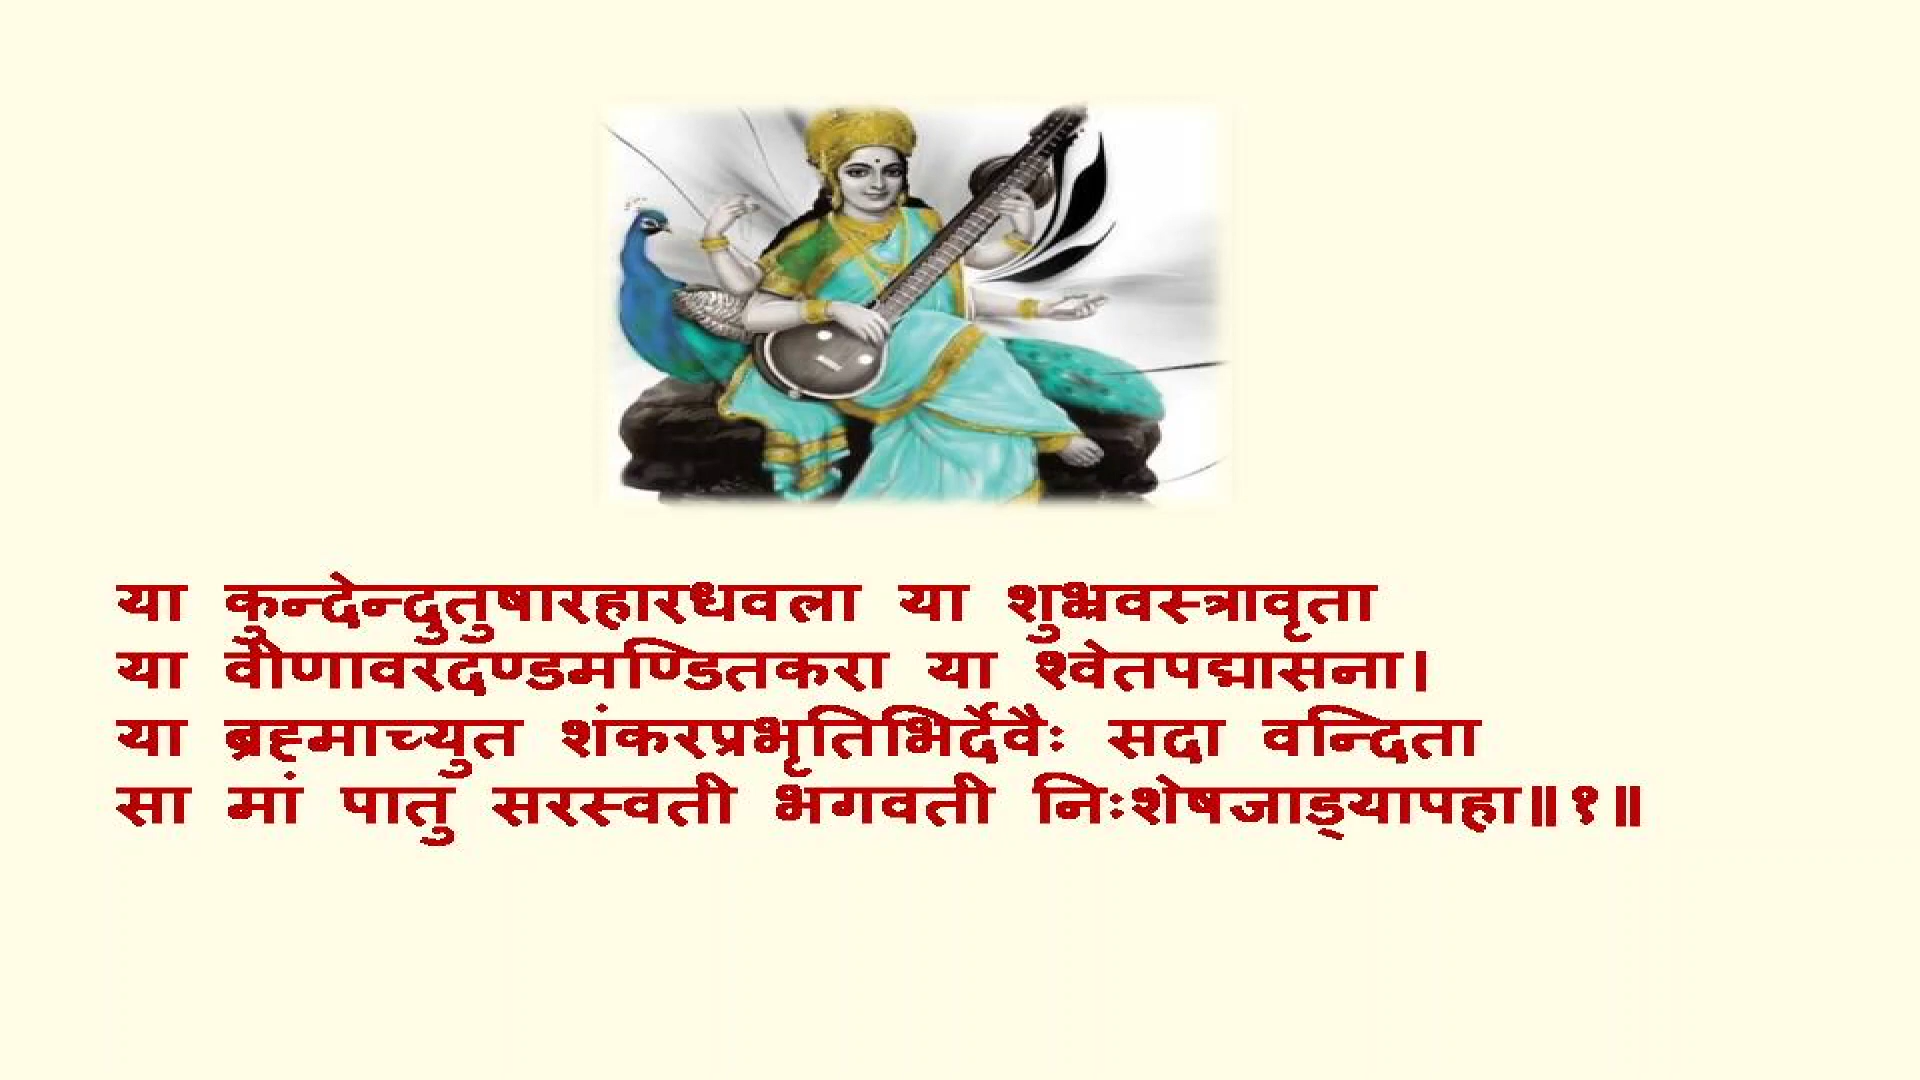 या कुन्देन्दुतुषारहारधवला या शुभ्रवस्त्रावृता
या वीणावरदण्डमण्डितकरा या श्वेतपद्मासना।
या ब्रह्माच्युत शंकरप्रभृतिभिर्देवैः सदा वन्दिता
सा मां पातु सरस्वती भगवती निःशेषजाड्यापहा॥१॥